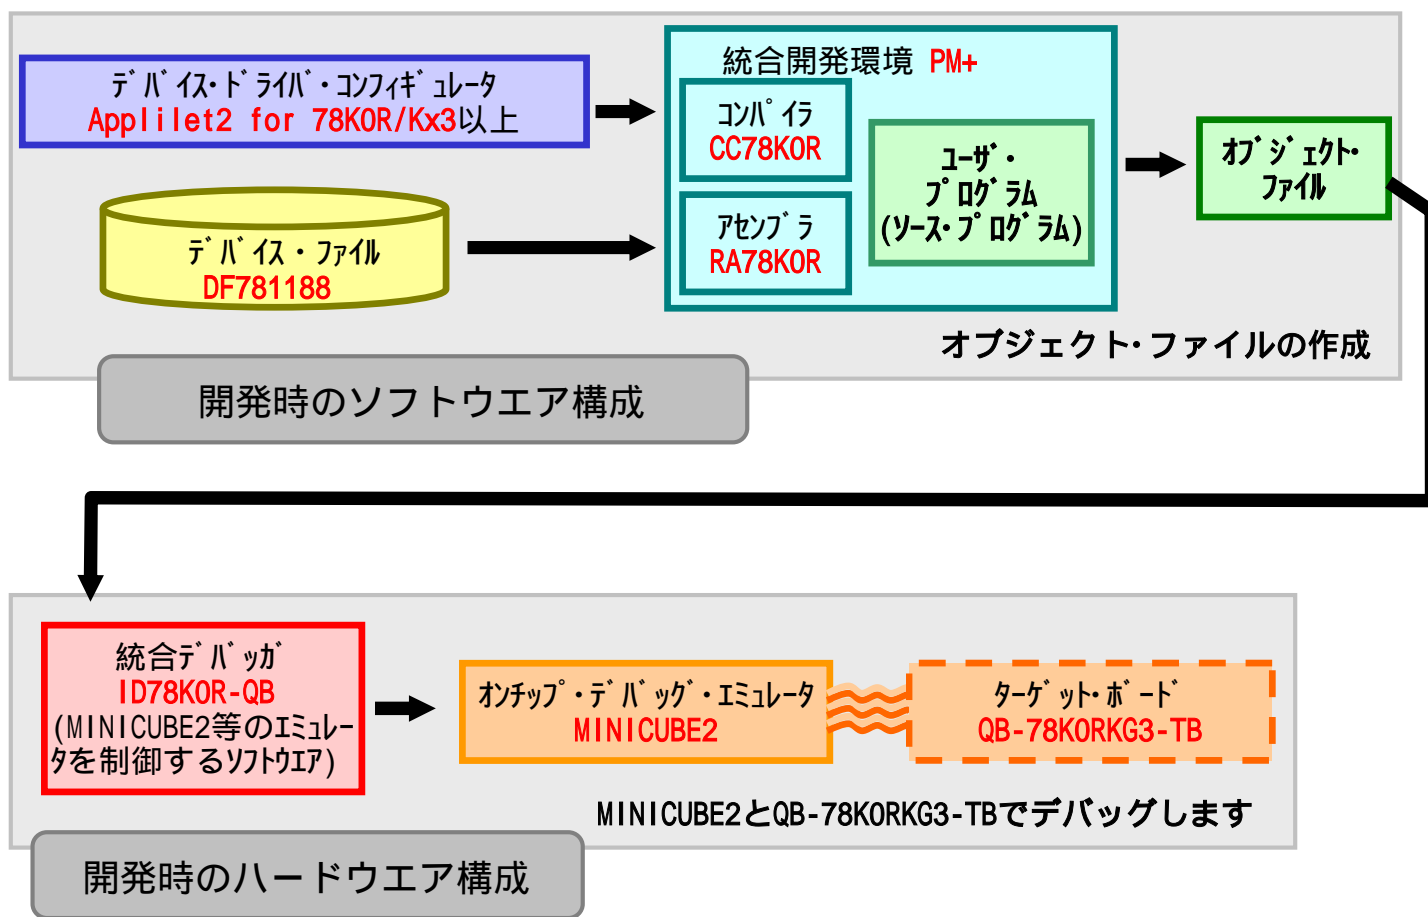 デバイス・ドライバ・コンフィギュレータ
Applilet2 for 78K0R/Kx3以上
デバイス・ファイル
DF781188
統合開発環境 PM+
コンパイラ
CC78K0R
アセンブラ
RA78K0R
ユーザ・
プログラム
(ソース・プログラム)
オブジェクト・
ファイル
オブジェクト・ファイルの作成
開発時のソフトウエア構成
統合デバッガ
ID78K0R-QB
(MINICUBE2等のエミュレー
タを制御するソフトウエア)
オンチップ・デバッグ・エミュレータ
MINICUBE2
ターゲット・ボード
QB-78K0RKG3-TB
MINICUBE2とQB-78K0RKG3-TBでデバッグします
開発時のハードウエア構成